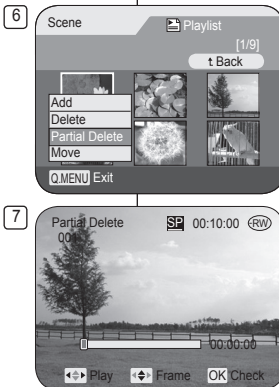 6
Scene
Playlist
[1/9]
t Back
Add
Delete
Partial Delete
Move
Q.MENU Exit
7
Partial Delete SP 00:10:00 RW
001
00:00:00
Play Frame OK Check